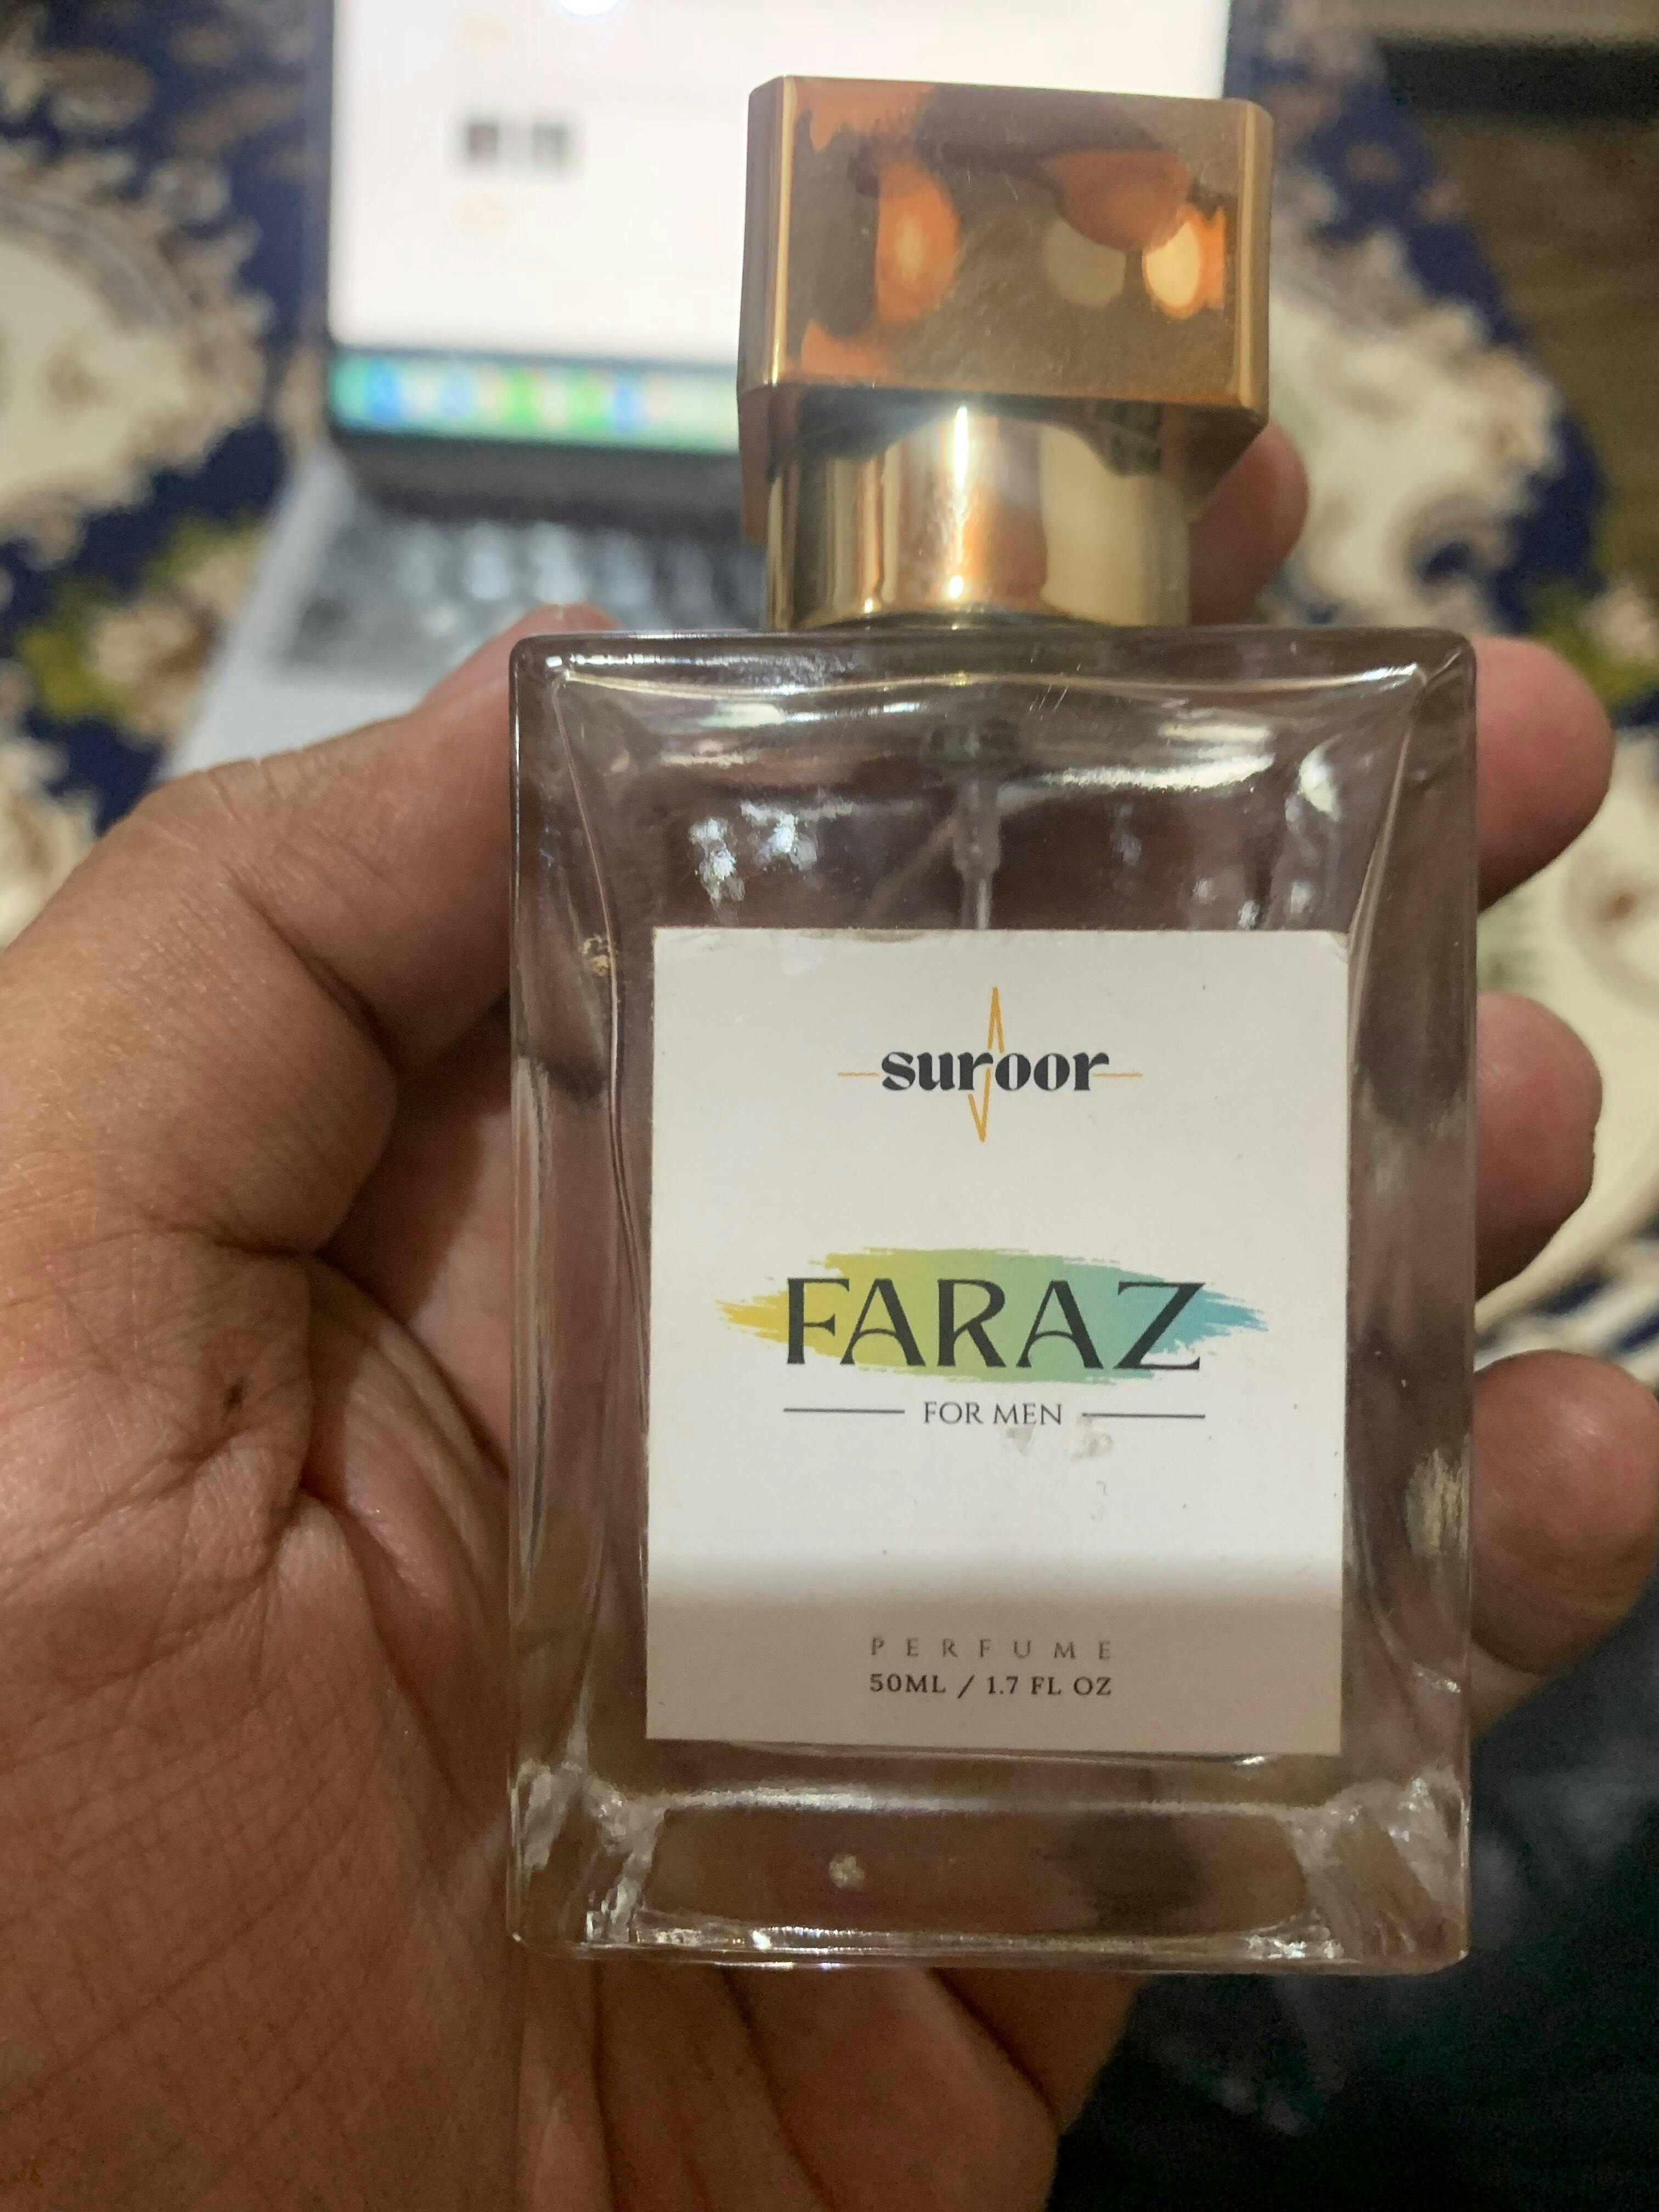 suroor
FARAZ
FOR MEN
PERFUME
50ML / 1.7 FL OZ